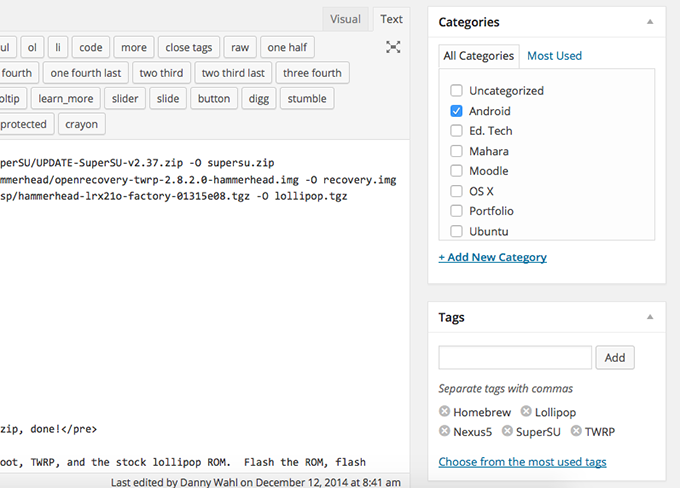 Visual Text
ul ol li code more close tags raw one half
fourth one fourth last two third two third last three fourth
oltip learn_more slider slide button digg stumble
protected crayon
perSU/UPDATE-SuperSU-v2.37.zip -O supersu.zip
mmerhead/openrecovery-twrp-2.8.2.0-hammerhead.img -O recovery.img
sp/hammerhead-lrx21o-factory-01315e08.tgz -O lollipop.tgz
zip, done!</pre>
oot, TWRP, and the stock lollipop ROM. Flash the ROM, flash
Last edited by Danny Wahl on December 12, 2014 at 8:41 am
Categories
All Categories Most Used
Uncategorized
Android
Ed. Tech
Mahara
Moodle
OS X
Portfolio
Ubuntu
+ Add New Category
Tags
Add
Separate tags with commas
Homebrew Lollipop
Nexus5 SuperSU TWRP
Choose from the most used tags